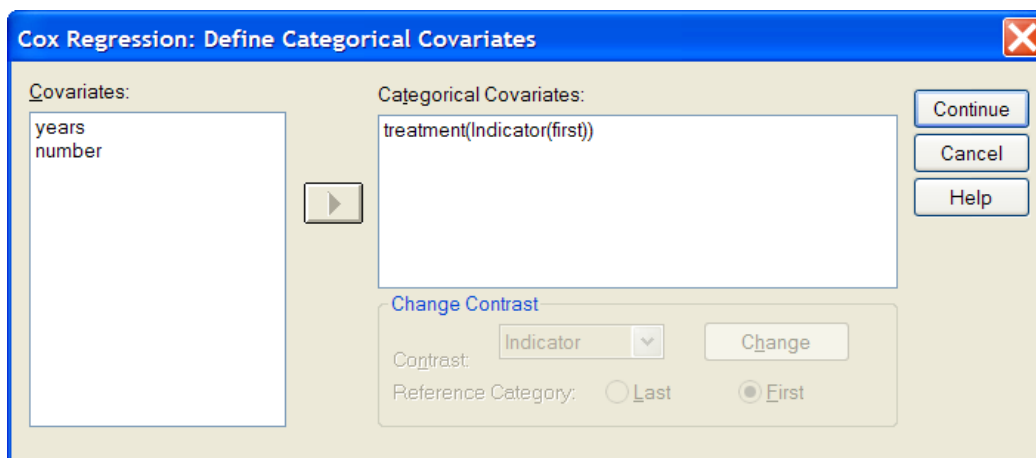 Cox Regression: Define Categorical Covariates
Covariates:
years
number
Categorical Covariates:
treatment(Indicator(first))
Continue
Cancel
Help
Change Contrast
Contrast:
Indicator
Change
Reference Category:
Last
First